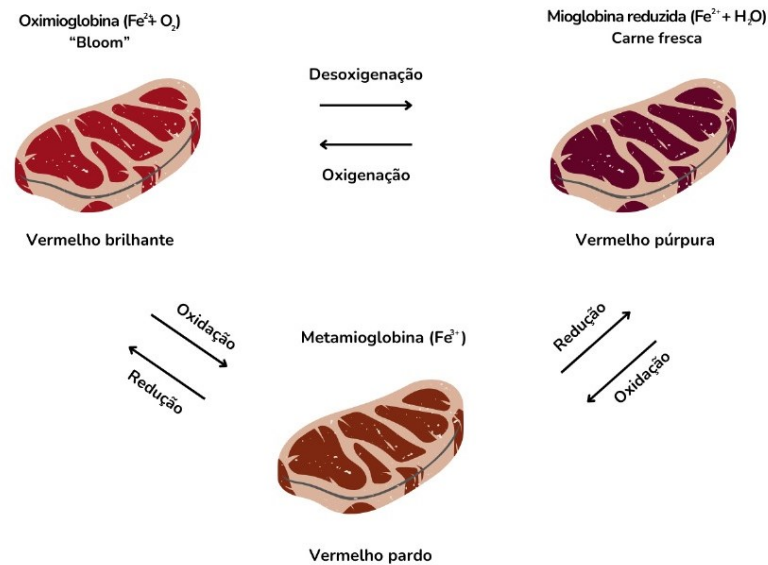 Oximioglobina (Fe²⁺+ O₂)
“Bloom”
Mioglobina reduzida (Fe²⁺ + H₂O)
Carne fresca
Desoxigenação
Oxigenação
Vermelho brilhante
Vermelho púrpura
Oxidação
Redução
Metamioglobina (Fe³⁺)
Redução
Oxidação
Vermelho pardo